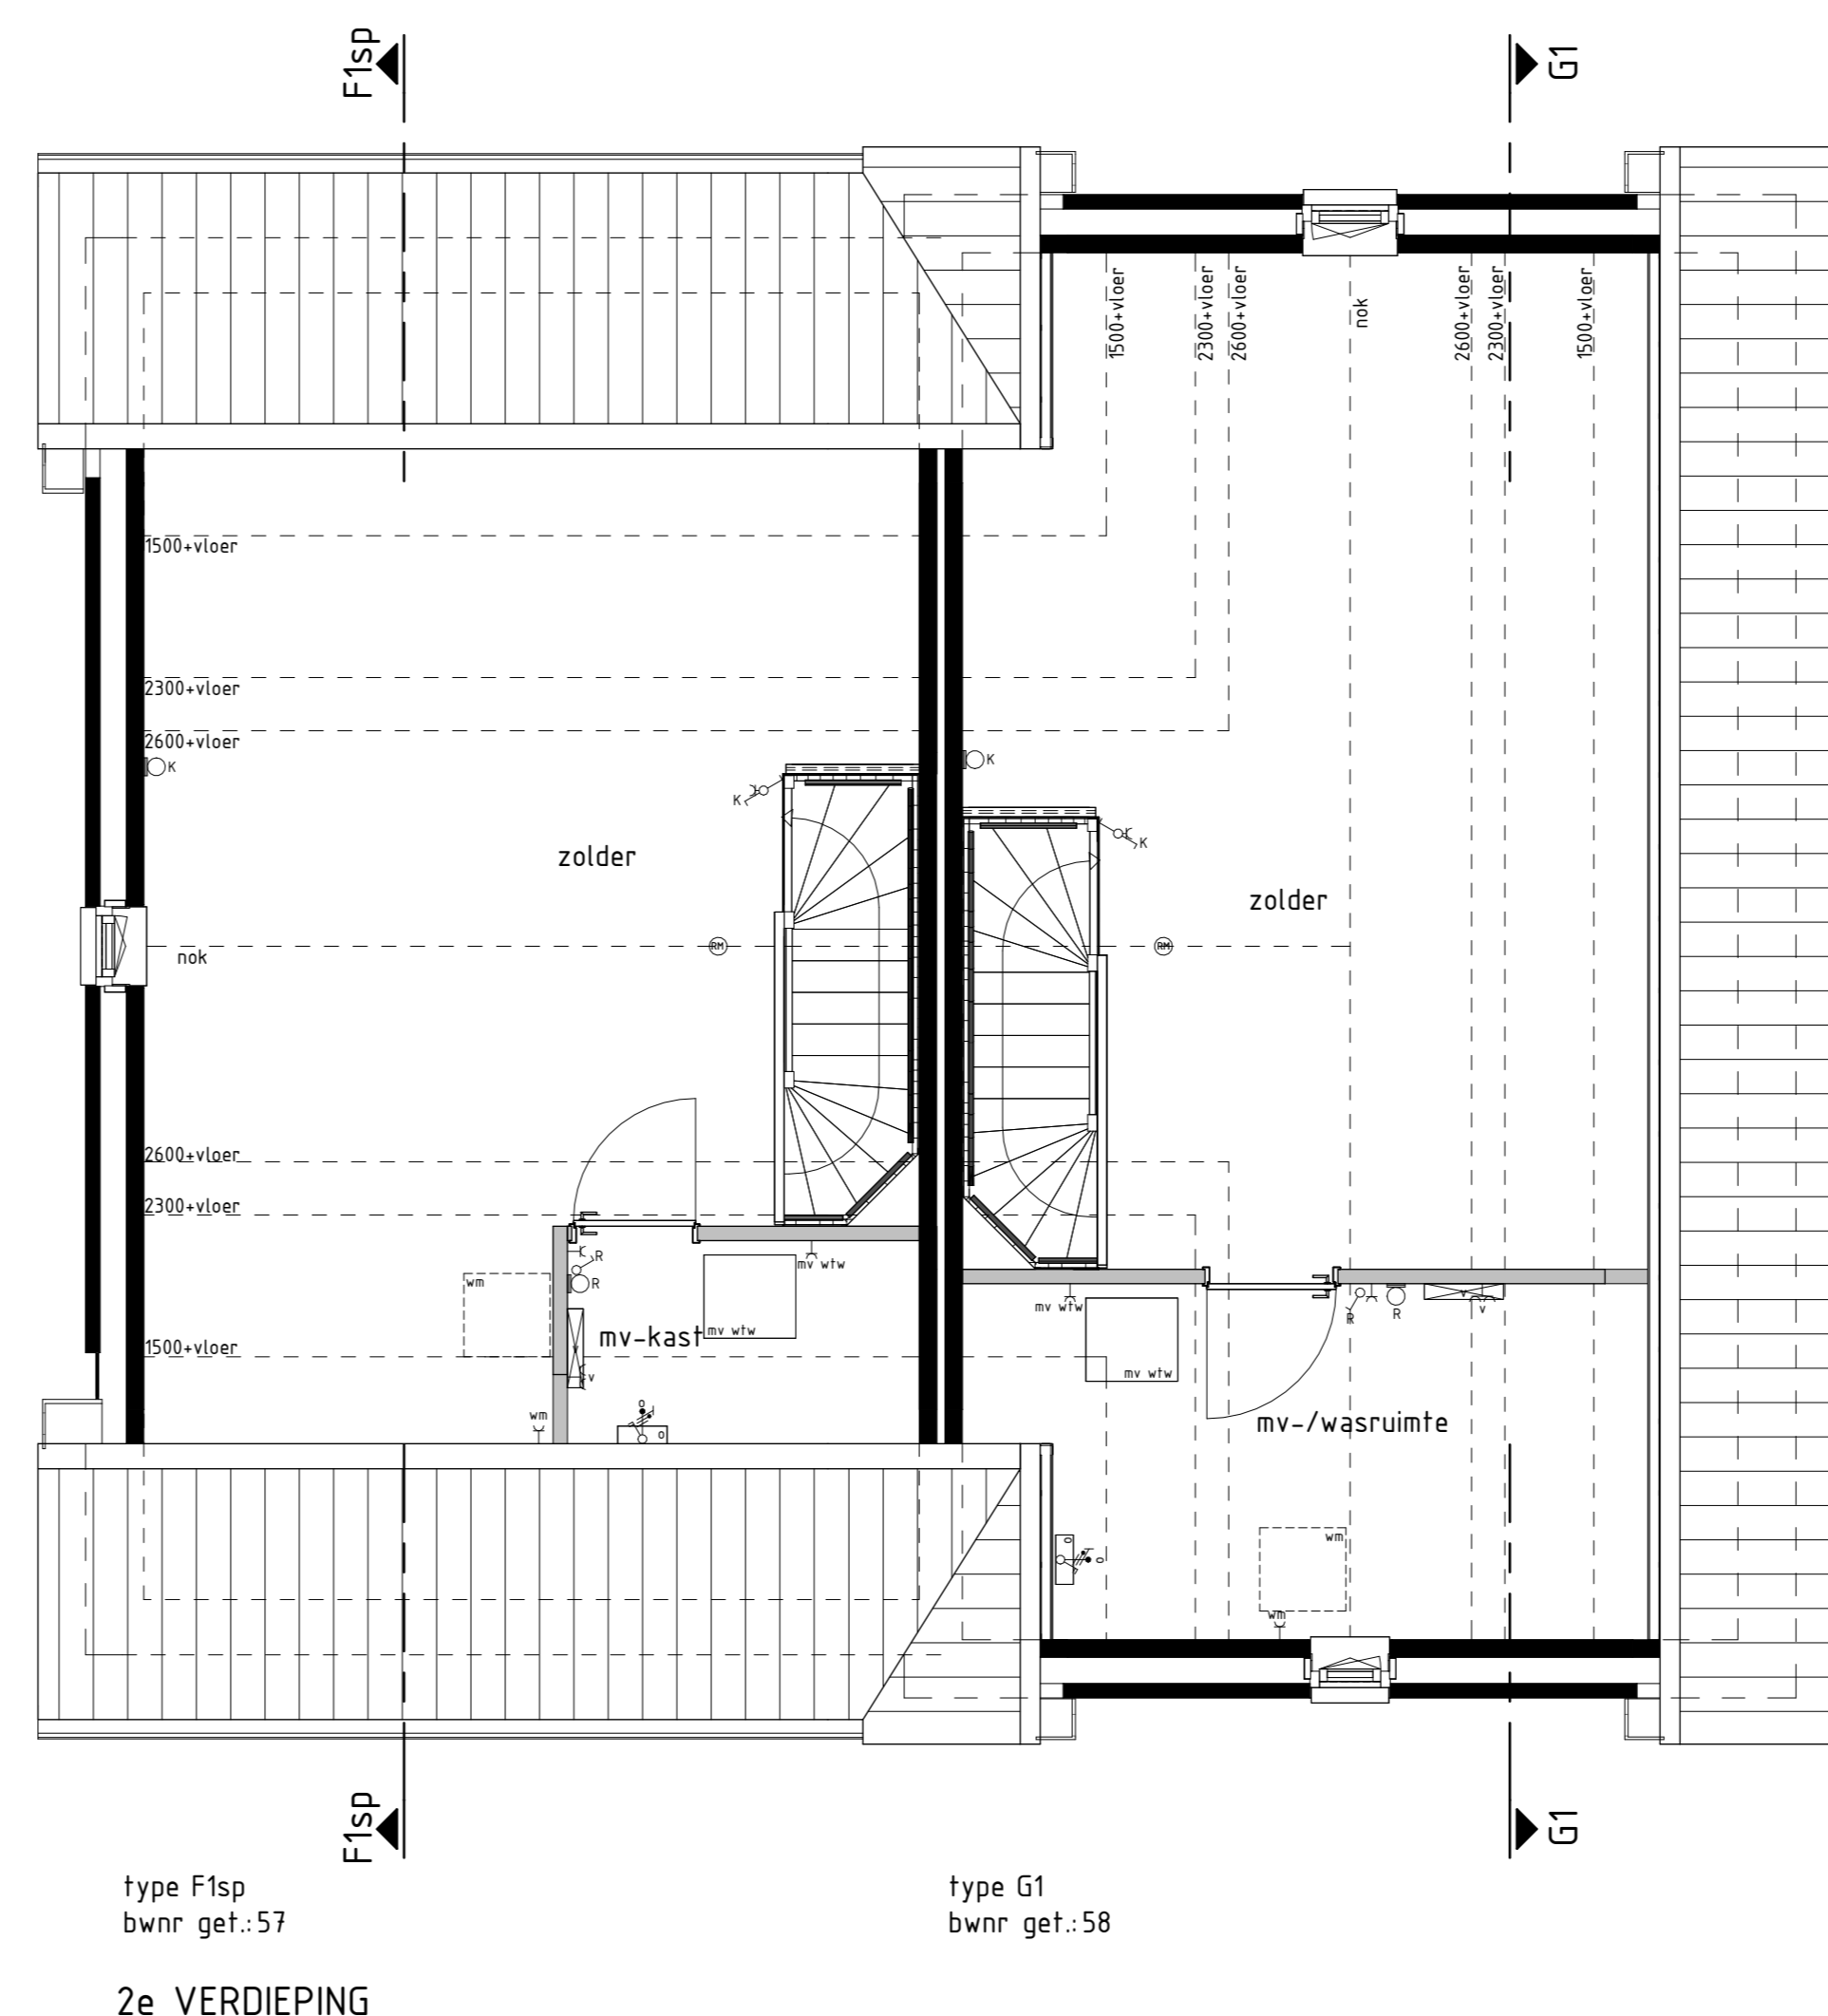 F1sp
G1
1500+vloer
2300+vloer
2600+vloer
nok
2600+vloer
2300+vloer
1500+vloer
1500+vloer
2300+vloer
2600+vloer
K
K
K
K
zolder
zolder
RM
RM
nok
2600+vloer
2300+vloer
1500+vloer
R
R
wm
mv wtw
mv wtw
mv-kast
v
wm
o
o
mv wtw
mv wtw
R
R
v
v
mv-/wasruimte
wm
wm
o
o
F1sp
G1
type F1sp
bwnr get.:57
type G1
bwnr get.:58
2e VERDIEPING